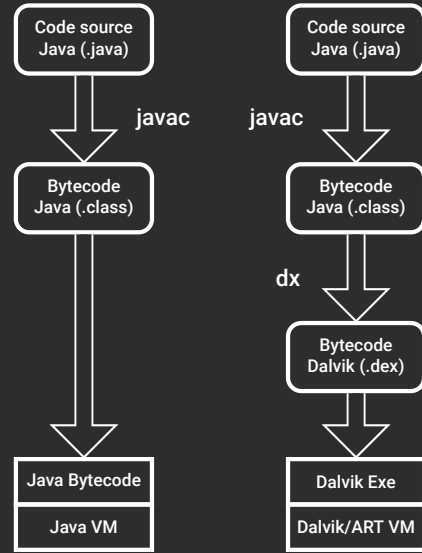 Code source
Java (.java)
Code source
Java (.java)
javac
javac
Bytecode
Java (.class)
Bytecode
Java (.class)
dx
Bytecode
Dalvik (.dex)
Java Bytecode
Java VM
Dalvik Exe
Dalvik/ART VM